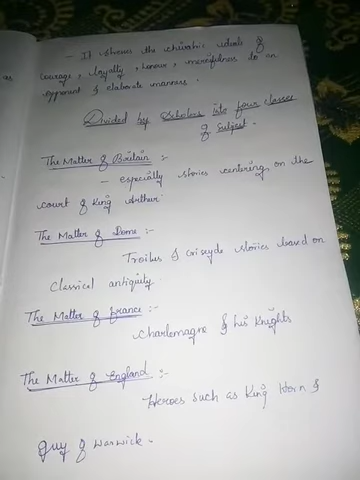 - It stresses the chivalric ideals of
courage, loyalty, honour, mercifulness to an
opponent & elaborate manners.
Divided by Scholars into four classes
of Subject.
The Matter of Britain :-
- especially stories centering on the
court of King Arthur.
The Matter of Rome :-
Troilus & criseyde stories based on
Classical antiquity.
The Matter of france :-
Charlemagne & his Knights
The Matter of England :-
Heroes such as King Horn &
Guy of Warwick.